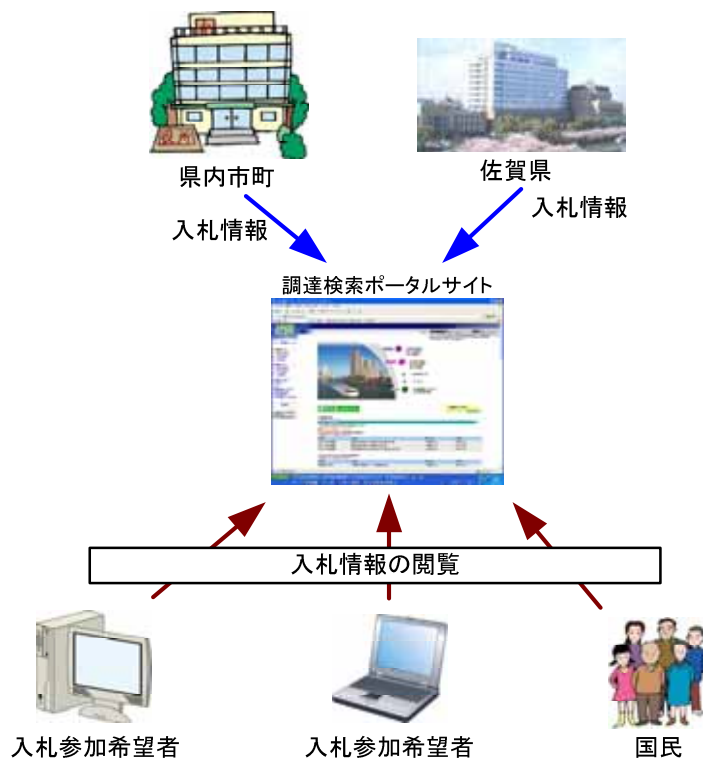 県内市町
佐賀県
入札情報
入札情報
調達検索ポータルサイト
入札情報の閲覧
入札参加希望者
入札参加希望者
国民